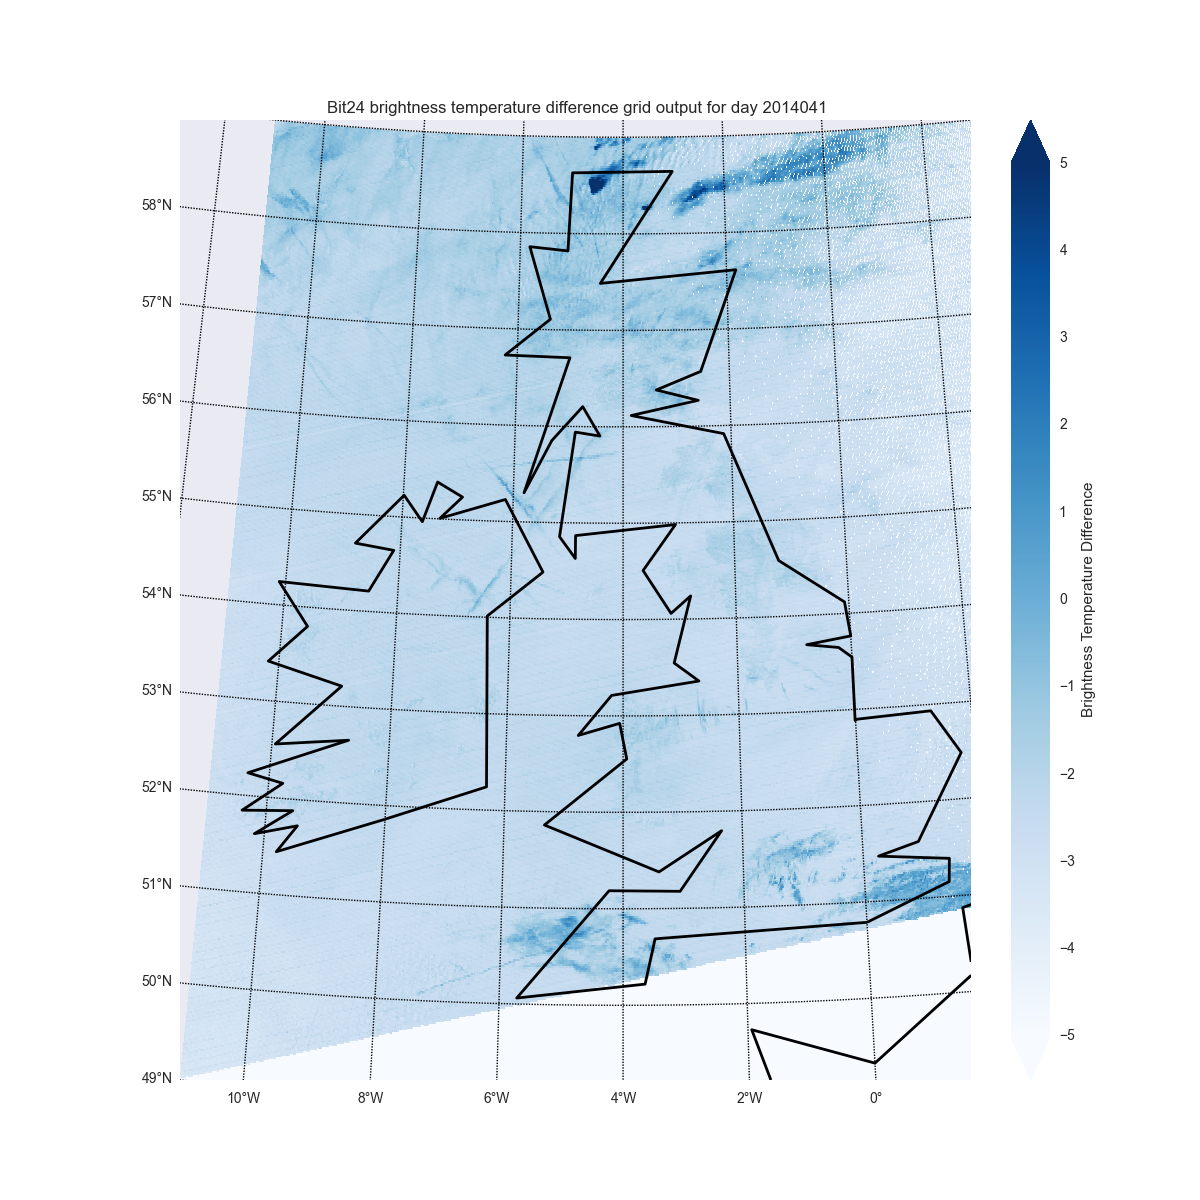 Bit24 brightness temperature difference grid output for day 2014041
58°N
57°N
56°N
55°N
54°N
53°N
52°N
51°N
50°N
49°N
10°W
8°W
6°W
4°W
2°W
0°
5
4
3
2
1
0
−1
−2
−3
−4
−5
Brightness Temperature Difference